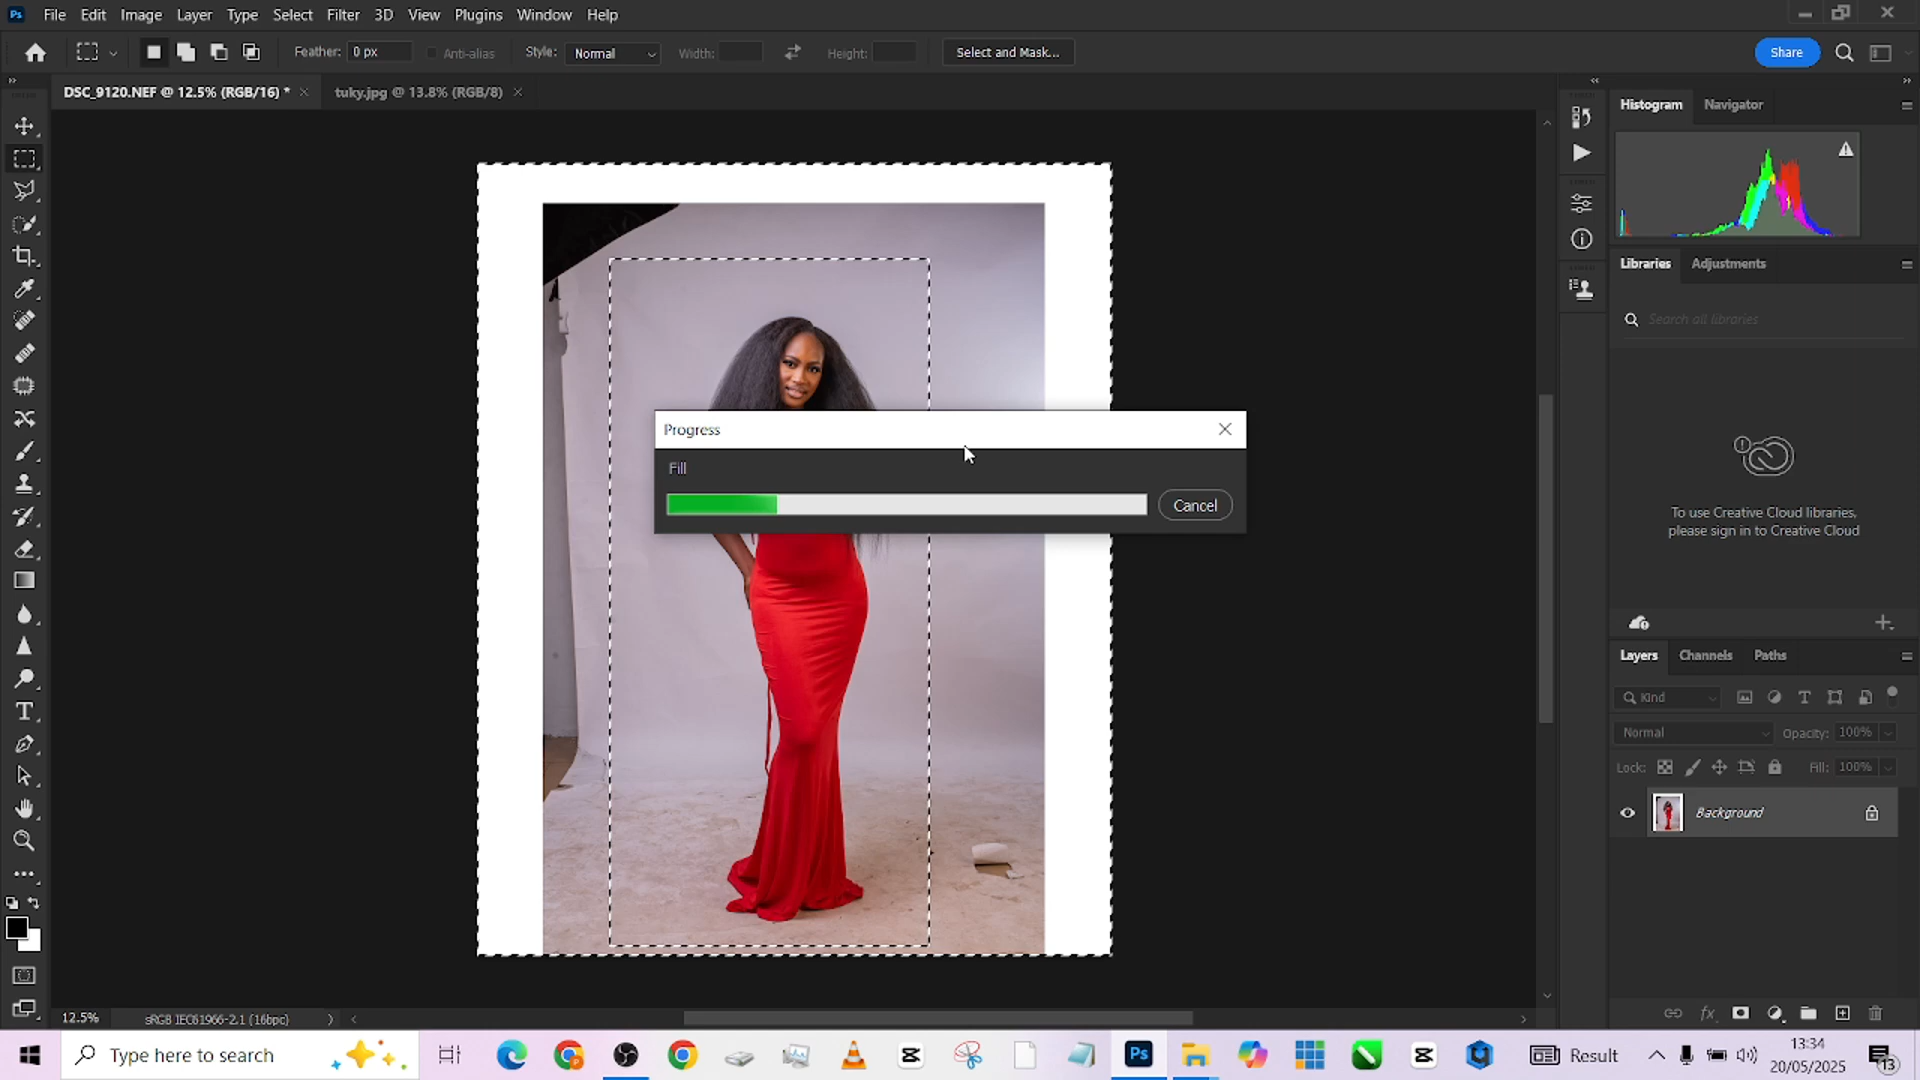 Ps File Edit Image Layer Type Select Filter 3D View Plugins Window Help
Feather: 0 px Anti-alias Style: Normal Width: Height: Select and Mask... Share
DSC_9120.NEF @ 12.5% (RGB/16) * tuky.jpg @ 13.8% (RGB/8)
Histogram Navigator
Libraries Adjustments
Search all libraries
Progress
Fill
Cancel
To use Creative Cloud libraries,
please sign in to Creative Cloud
Layers Channels Paths
Kind
Normal Opacity: 100%
Lock: Fill: 100%
Background
12.5% sRGB IEC61966-2.1 (16bpc)
Type here to search Ps Result 13:34
20/05/2025 13